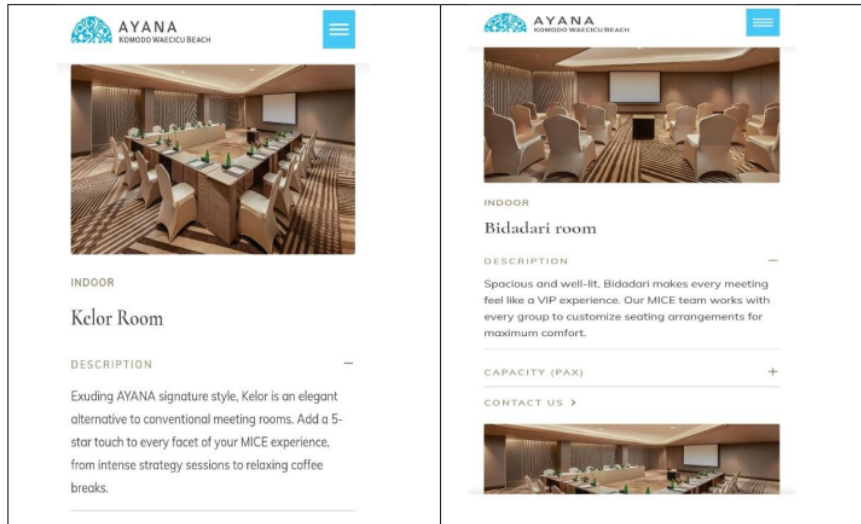 AYANA
KOMODO WAECICU BEACH
INDOOR
Kelor Room
DESCRIPTION −
Exuding AYANA signature style, Kelor is an elegant
alternative to conventional meeting rooms. Add a 5-
star touch to every facet of your MICE experience,
from intense strategy sessions to relaxing coffee
breaks.
AYANA
KOMODO WAECICU BEACH
INDOOR
Bidadari room
DESCRIPTION −
Spacious and well-lit, Bidadari makes every meeting
feel like a VIP experience. Our MICE team works with
every group to customize seating arrangements for
maximum comfort.
CAPACITY (PAX) +
CONTACT US >